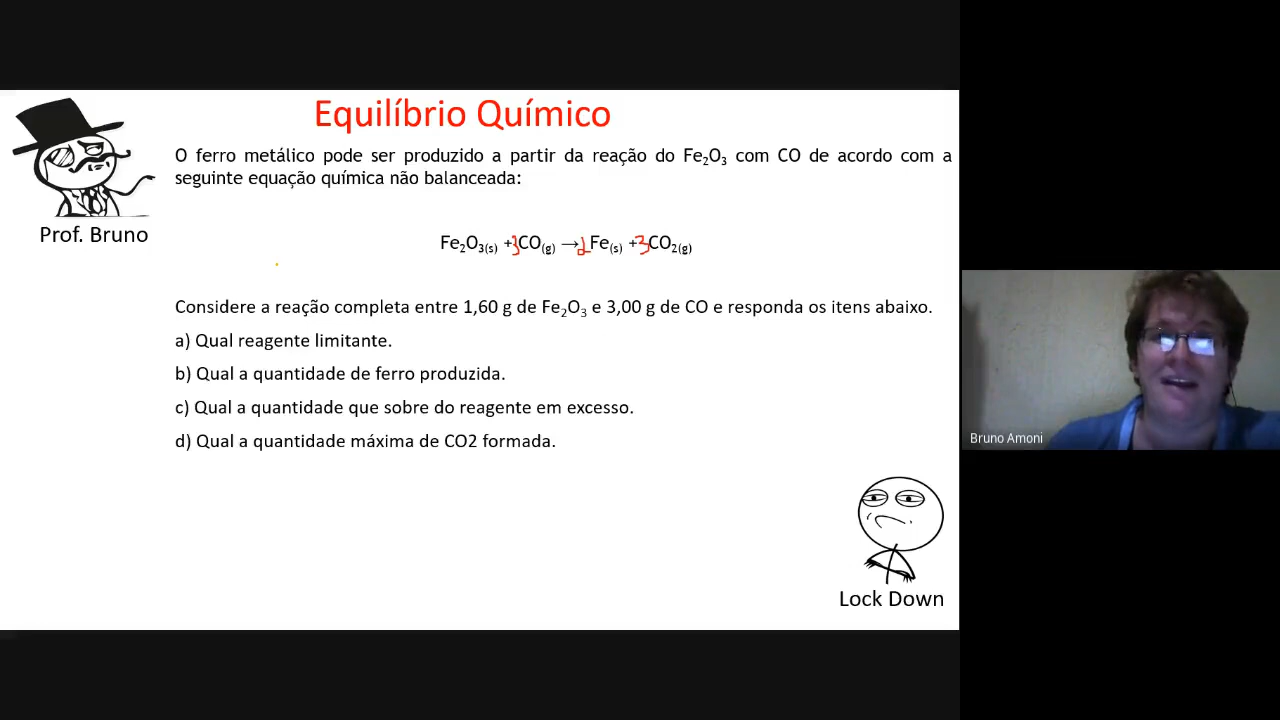 Equilíbrio Químico
O ferro metálico pode ser produzido a partir da reação do Fe₂O₃ com CO de acordo com a
seguinte equação química não balanceada:
Prof. Bruno
Fe₂O₃(s) +3CO(g) →2Fe(s) +3CO₂(g)
Considere a reação completa entre 1,60 g de Fe₂O₃ e 3,00 g de CO e responda os itens abaixo.
a) Qual reagente limitante.
b) Qual a quantidade de ferro produzida.
c) Qual a quantidade que sobre do reagente em excesso.
d) Qual a quantidade máxima de CO2 formada.
Bruno Amoni
Lock Down